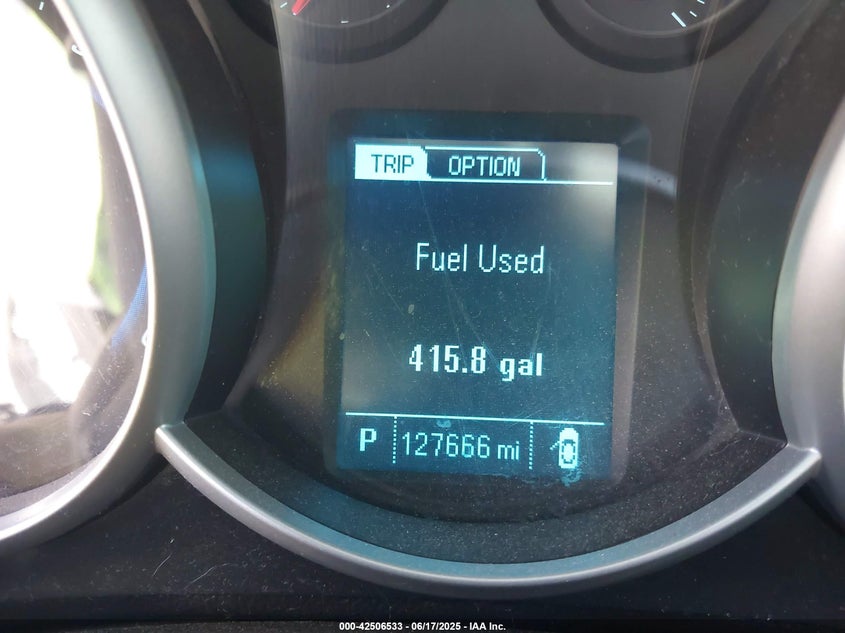 TRIP OPTION
Fuel Used
415.8 gal
P 127666 mi
000-42506533 - 06/17/2025 - IAA Inc.